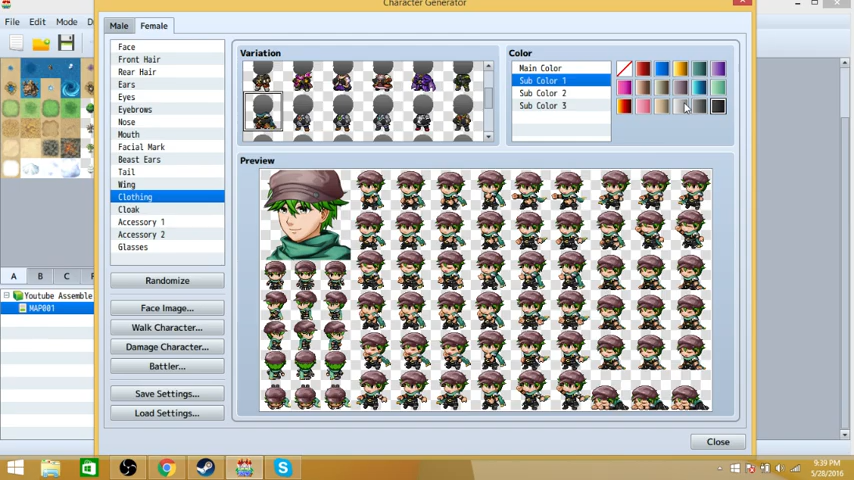 Character Generator
File Edit Mode
Male Female
Face
Front Hair
Rear Hair
Ears
Eyes
Eyebrows
Nose
Mouth
Facial Mark
Beast Ears
Tail
Wing
Clothing
Cloak
Accessory 1
Accessory 2
Glasses
Randomize
Face Image...
Walk Character...
Damage Character...
Battler...
Save Settings...
Load Settings...
Variation
Color
Main Color
Sub Color 1
Sub Color 2
Sub Color 3
Preview
Close
A B C
Youtube Assemble
MAP001
9:39 PM
5/28/2016